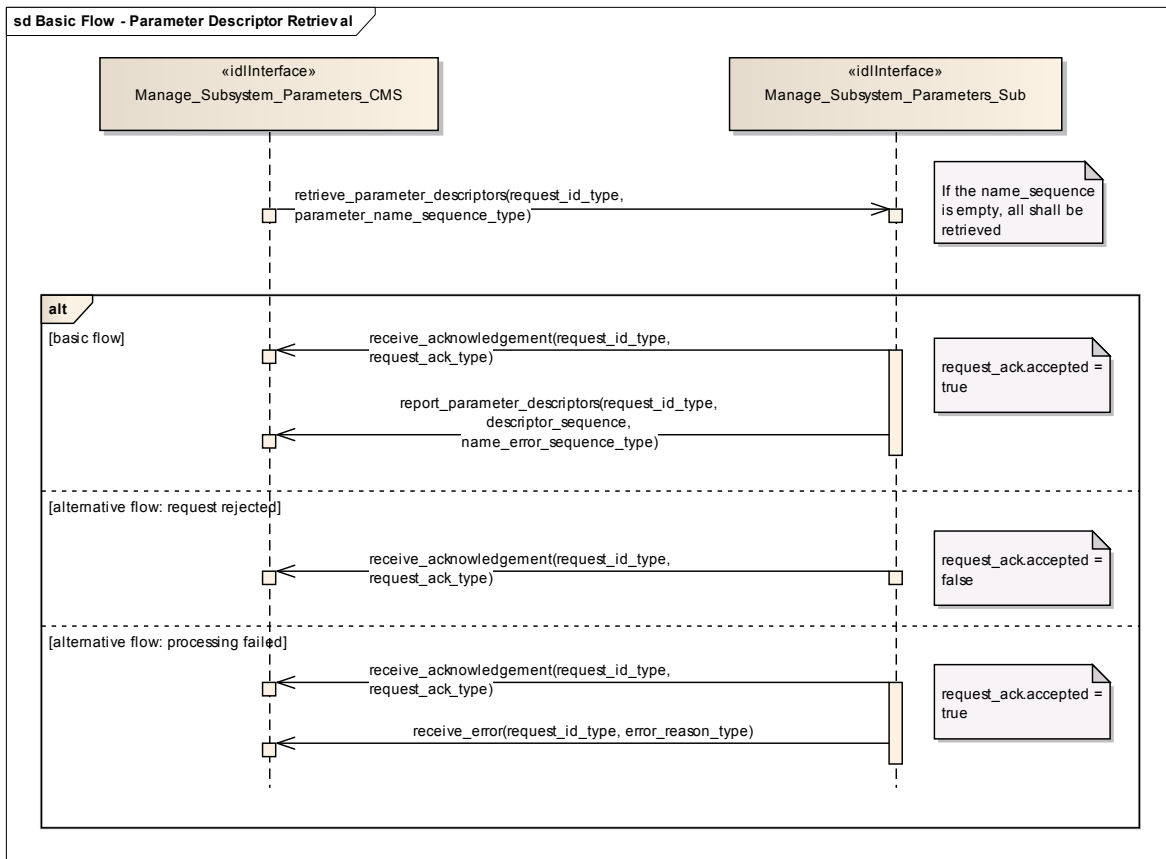 sd Basic Flow - Parameter Descriptor Retrieval
«idlInterface»
Manage_Subsystem_Parameters_CMS
«idlInterface»
Manage_Subsystem_Parameters_Sub
retrieve_parameter_descriptors(request_id_type,
parameter_name_sequence_type)
If the name_sequence
is empty, all shall be
retrieved
alt
[basic flow]
receive_acknowledgement(request_id_type,
request_ack_type)
request_ack.accepted =
true
report_parameter_descriptors(request_id_type,
descriptor_sequence,
name_error_sequence_type)
[alternative flow: request rejected]
receive_acknowledgement(request_id_type,
request_ack_type)
request_ack.accepted =
false
[alternative flow: processing failed]
receive_acknowledgement(request_id_type,
request_ack_type)
request_ack.accepted =
true
receive_error(request_id_type, error_reason_type)